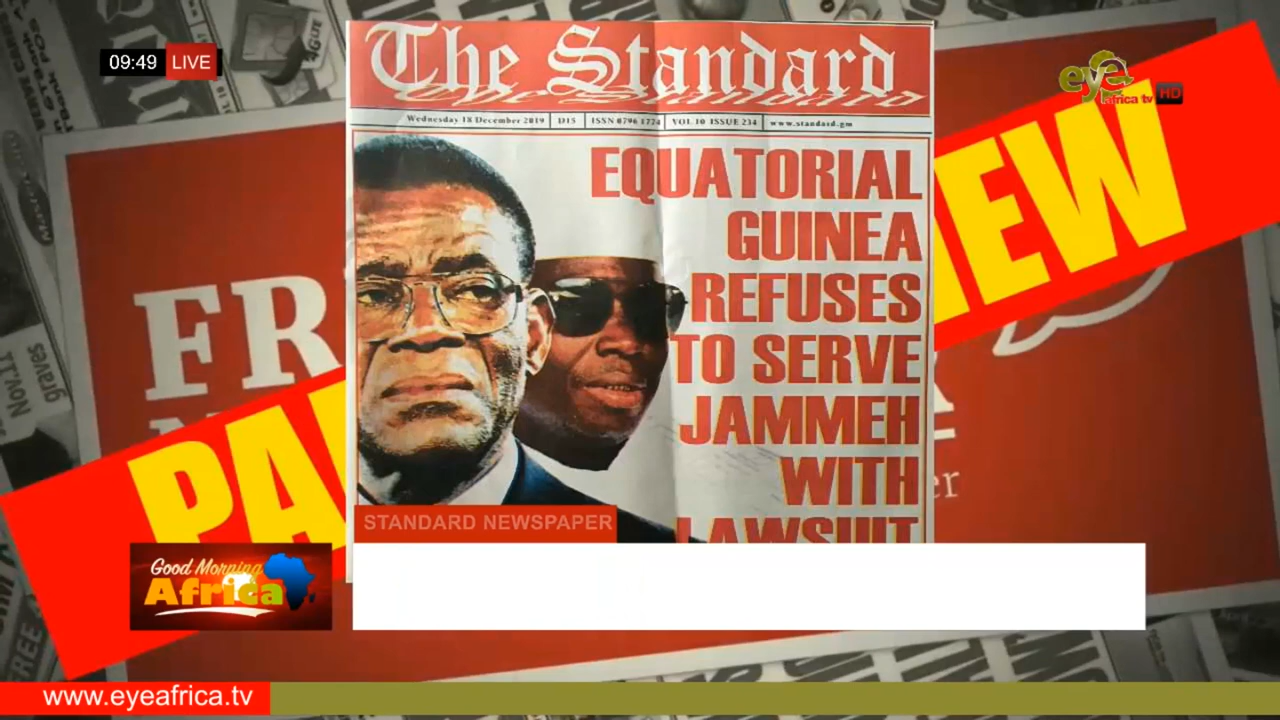 09:49 LIVE
eye
africa tv HD
The Standard
Wednesday 18 December 2019 D15 ISSN 0796 1774 VOL 10 ISSUE 234 www.standard.gm
EQUATORIAL
GUINEA
REFUSES
TO SERVE
JAMMEH
WITH
LAWSUIT
STANDARD NEWSPAPER
Good Morning
Africa
www.eyeafrica.tv